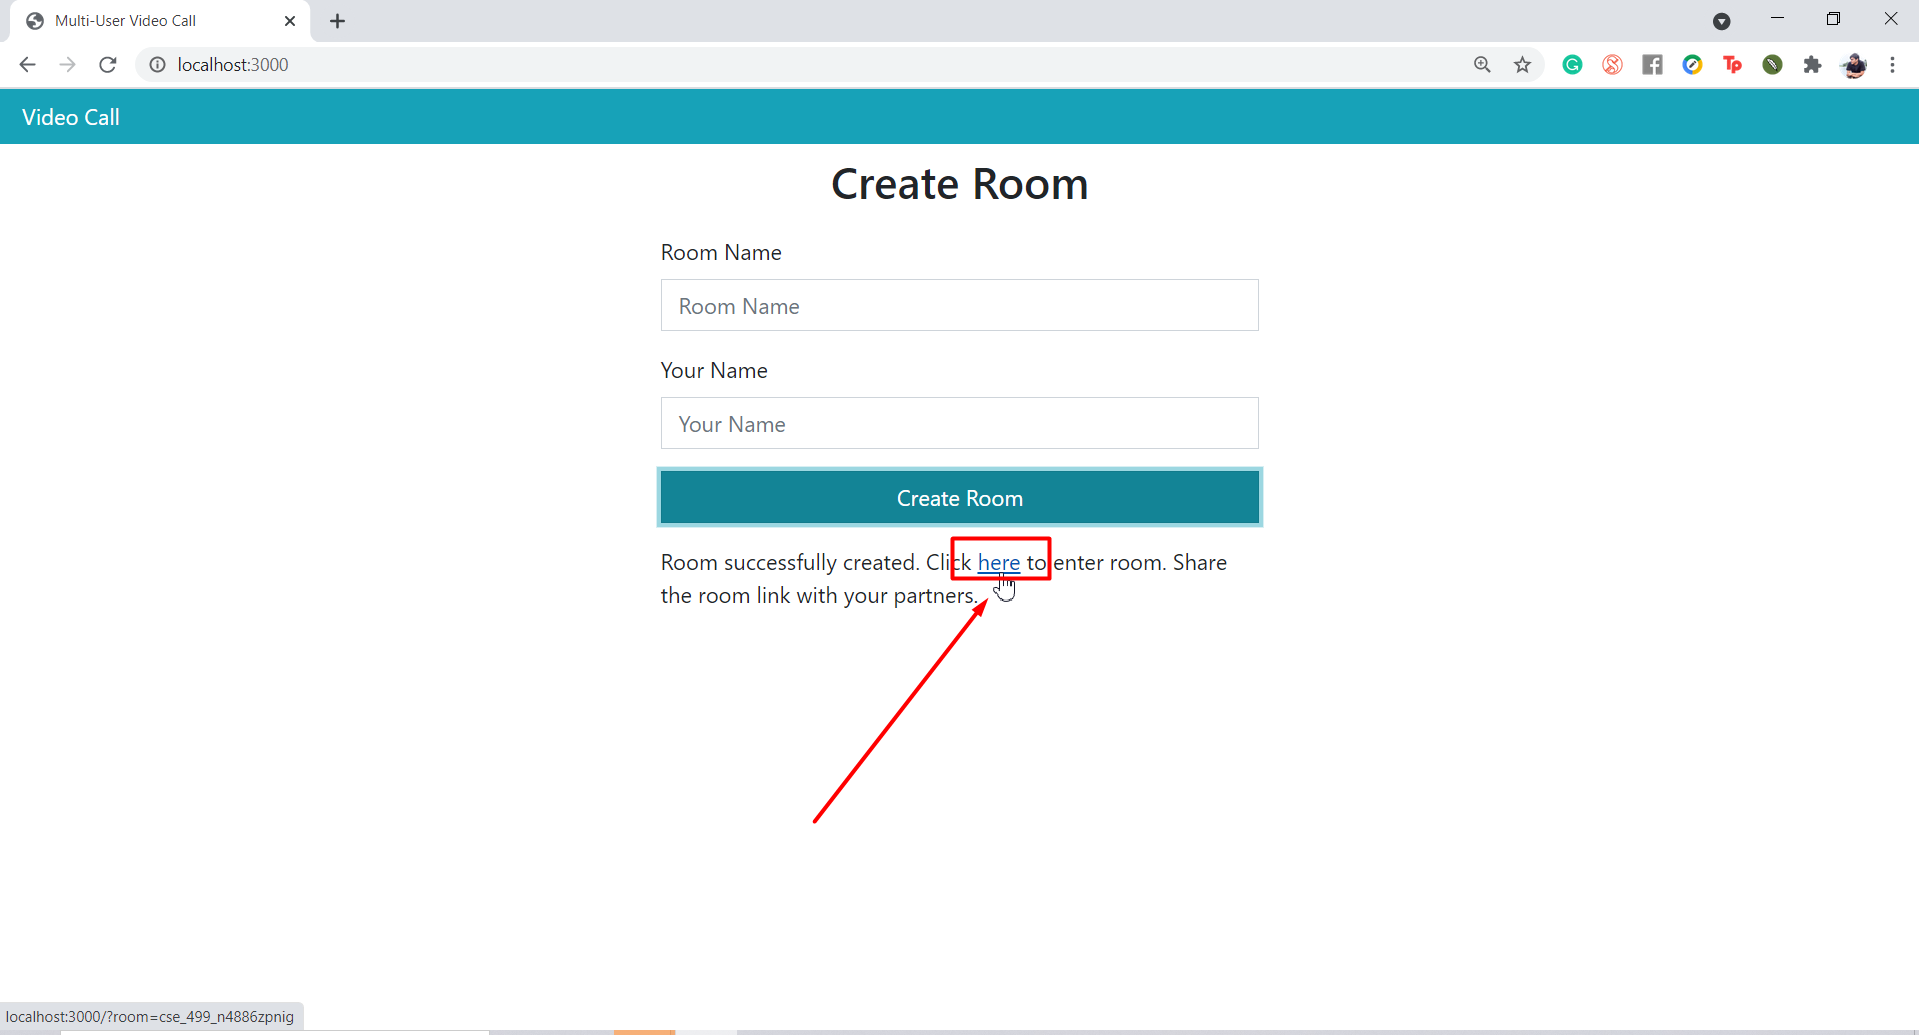 Multi-User Video Call
localhost:3000
Tp
Video Call
Create Room
Room Name
Room Name
Your Name
Your Name
Create Room
Room successfully created. Click here to enter room. Share
the room link with your partners.
localhost:3000/?room=cse_499_n4886zpnig